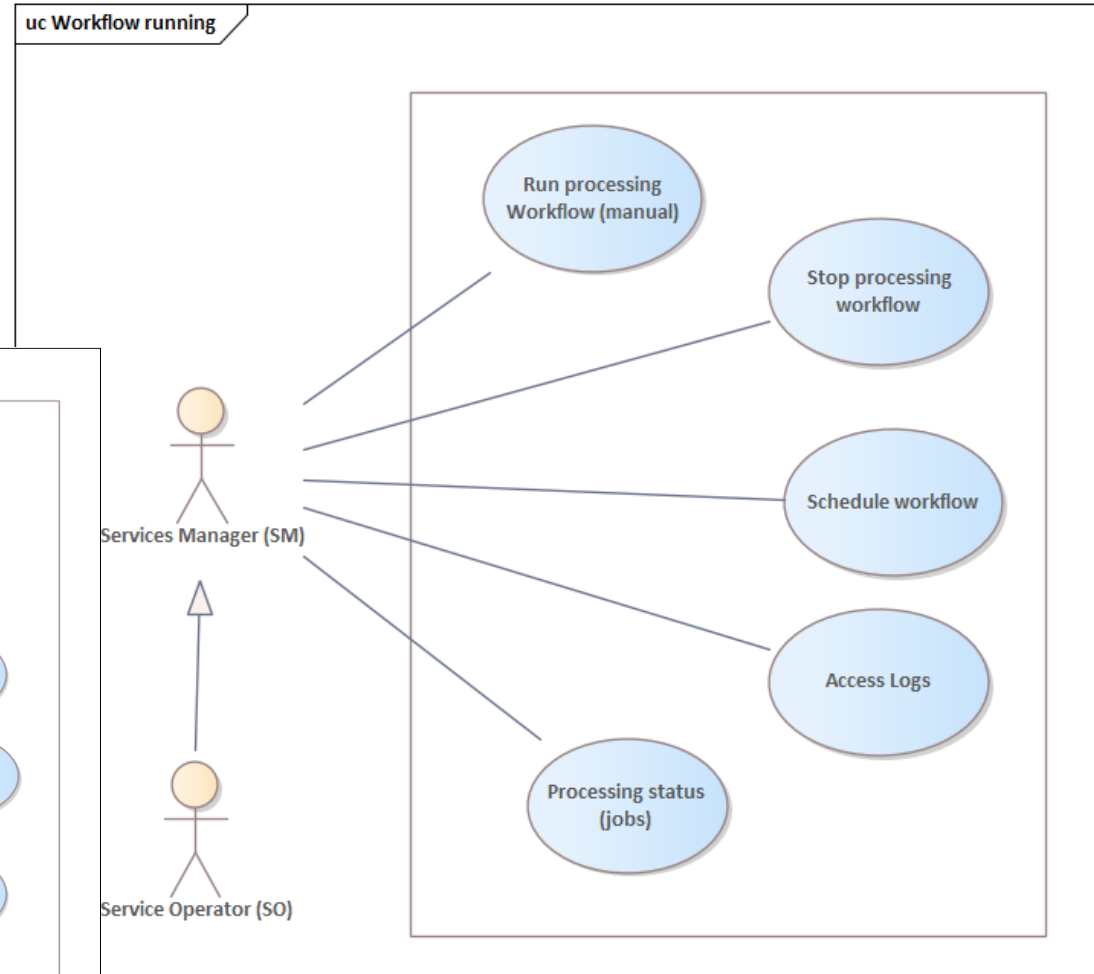 uc Workflow running
Run processing
Workflow (manual)
Stop processing
workflow
Schedule workflow
Services Manager (SM)
Access Logs
Processing status
(jobs)
Service Operator (SO)